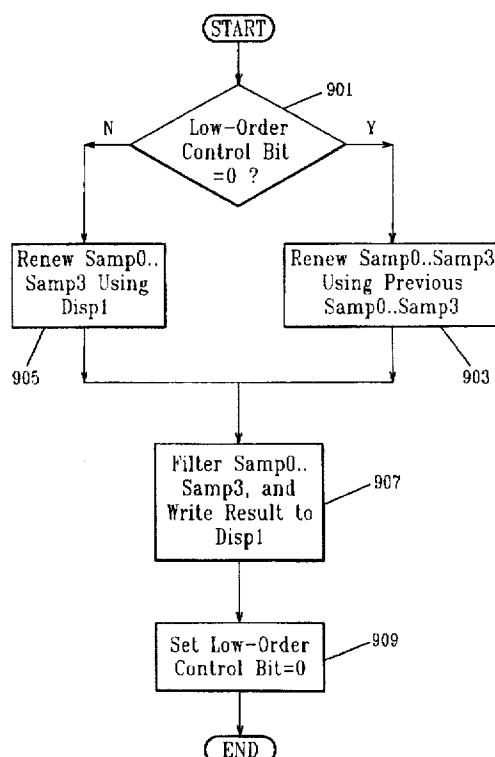 START
901
N
Low-Order
Control Bit
=0 ?
Y
Renew Samp0..
Samp3 Using
Disp1
905
Renew Samp0..Samp3
Using Previous
Samp0..Samp3
903
Filter Samp0..
Samp3, and
Write Result to
Disp1
907
Set Low-Order
Control Bit=0
909
END